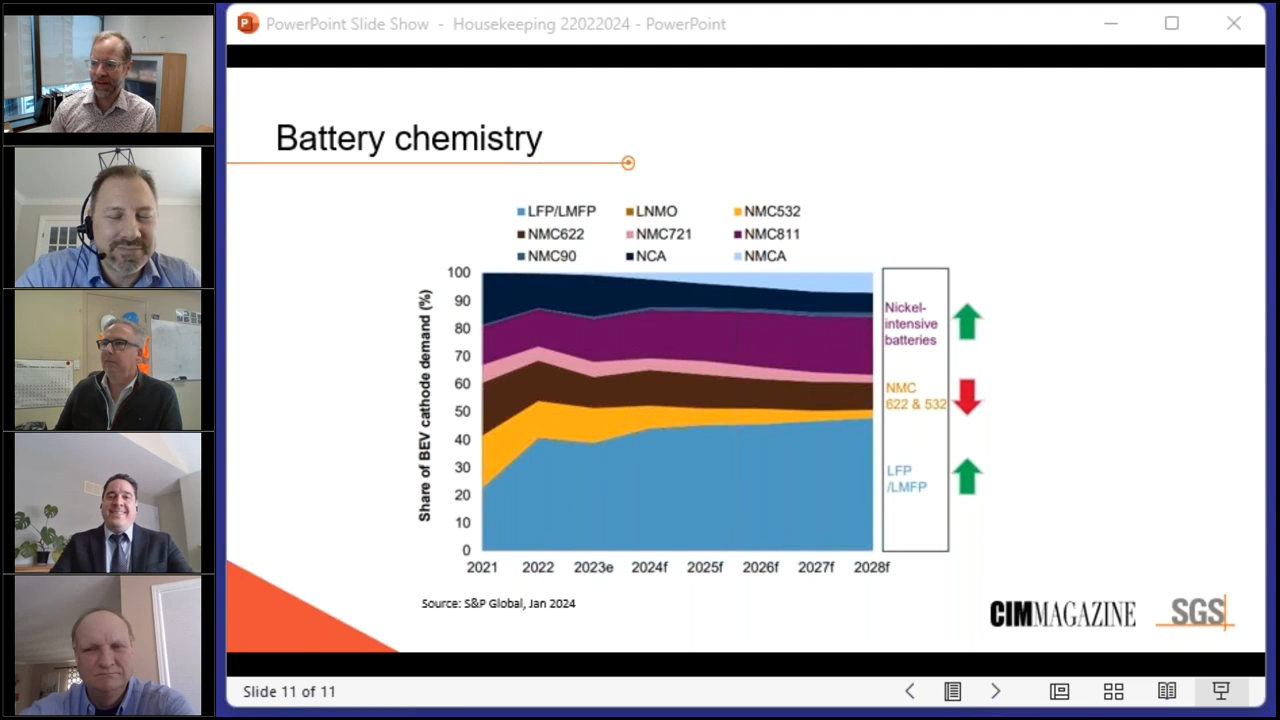 PowerPoint Slide Show - Housekeeping 22022024 - PowerPoint
Battery chemistry
LFP/LMFP LNMO NMC532
NMC622 NMC721 NMC811
NMC90 NCA NMCA
Share of BEV cathode demand (%)
100
90
80
70
60
50
40
30
20
10
0
2021 2022 2023e 2024f 2025f 2026f 2027f 2028f
Nickel-
intensive
batteries
NMC
622 & 532
LFP
/LMFP
Source: S&P Global, Jan 2024
CIMMAGAZINE SGS
Slide 11 of 11